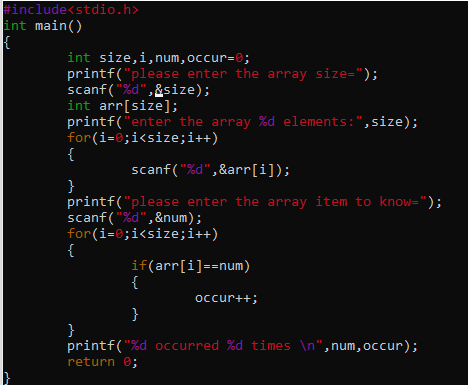 #include<stdio.h>
int main()
{
        int size,i,num,occur=0;
        printf("please enter the array size=");
        scanf("%d",&size);
        int arr[size];
        printf("enter the array %d elements:",size);
        for(i=0;i<size;i++)
        {
                scanf("%d",&arr[i]);
        }
        printf("please enter the array item to know=");
        scanf("%d",&num);
        for(i=0;i<size;i++)
        {
                if(arr[i]==num)
                {
                        occur++;
                }
        }
        printf("%d occurred %d times \n",num,occur);
        return 0;
}